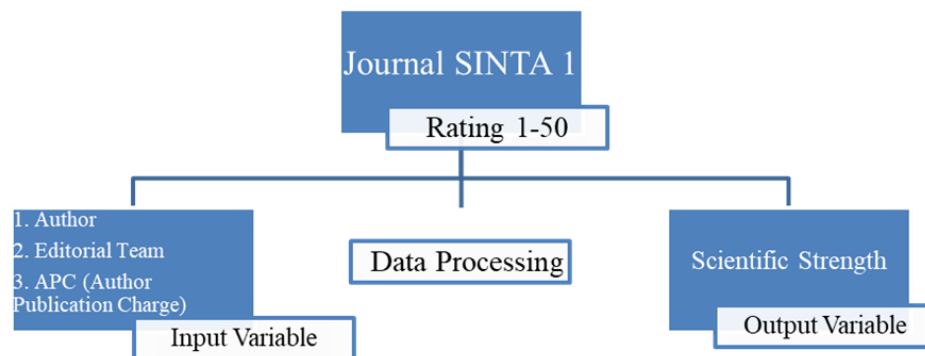 Journal SINTA 1
Rating 1-50
1. Author
2. Editorial Team
3. APC (Author
Publication Charge)
Input Variable
Data Processing
Scientific Strength
Output Variable